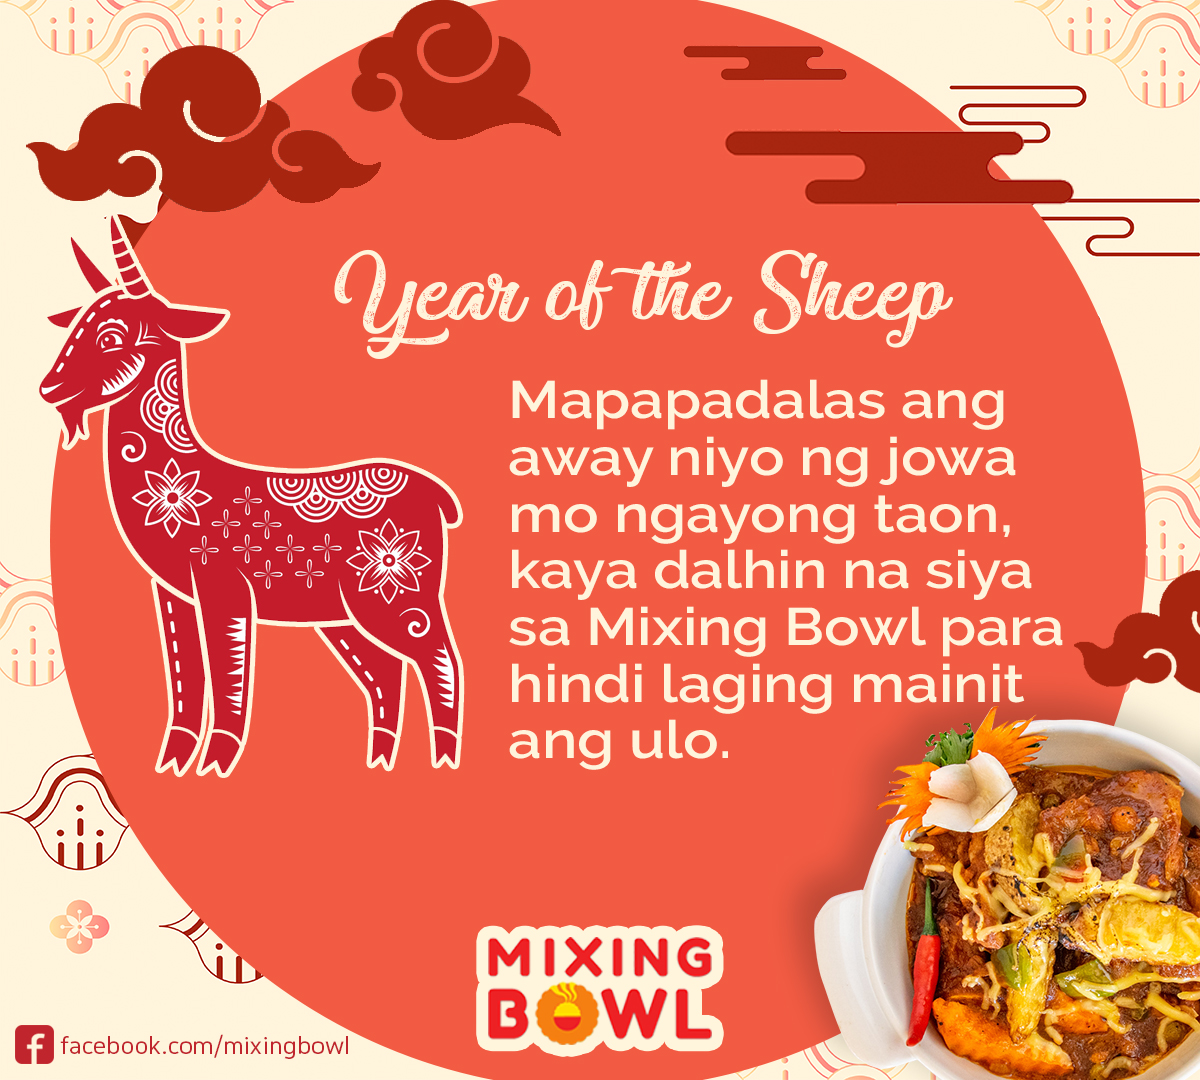 Year of the Sheep
Mapapadalas ang
away niyo ng jowa
mo ngayong taon,
kaya dalhin na siya
sa Mixing Bowl para
hindi laging mainit
ang ulo.
MIXING
BOWL
facebook.com/mixingbowl